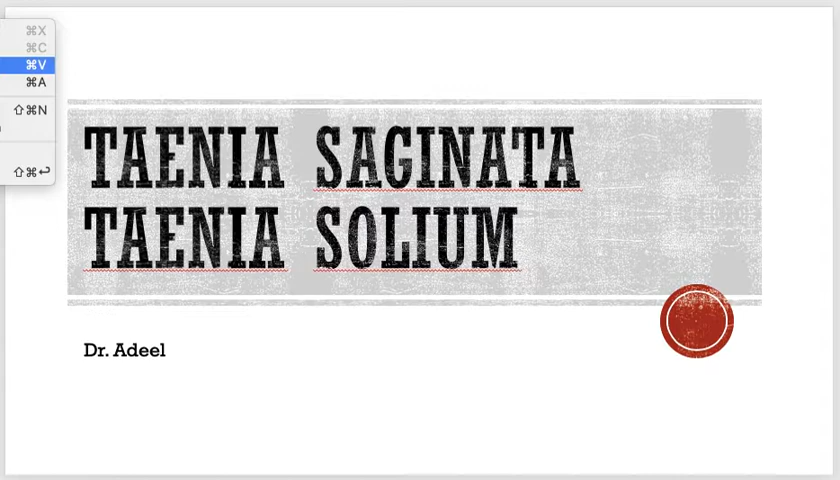 ⌘X
⌘C
⌘V
⌘A
⇧⌘N
⇧⌘↩
TAENIA SAGINATA
TAENIA SOLIUM
Dr. Adeel